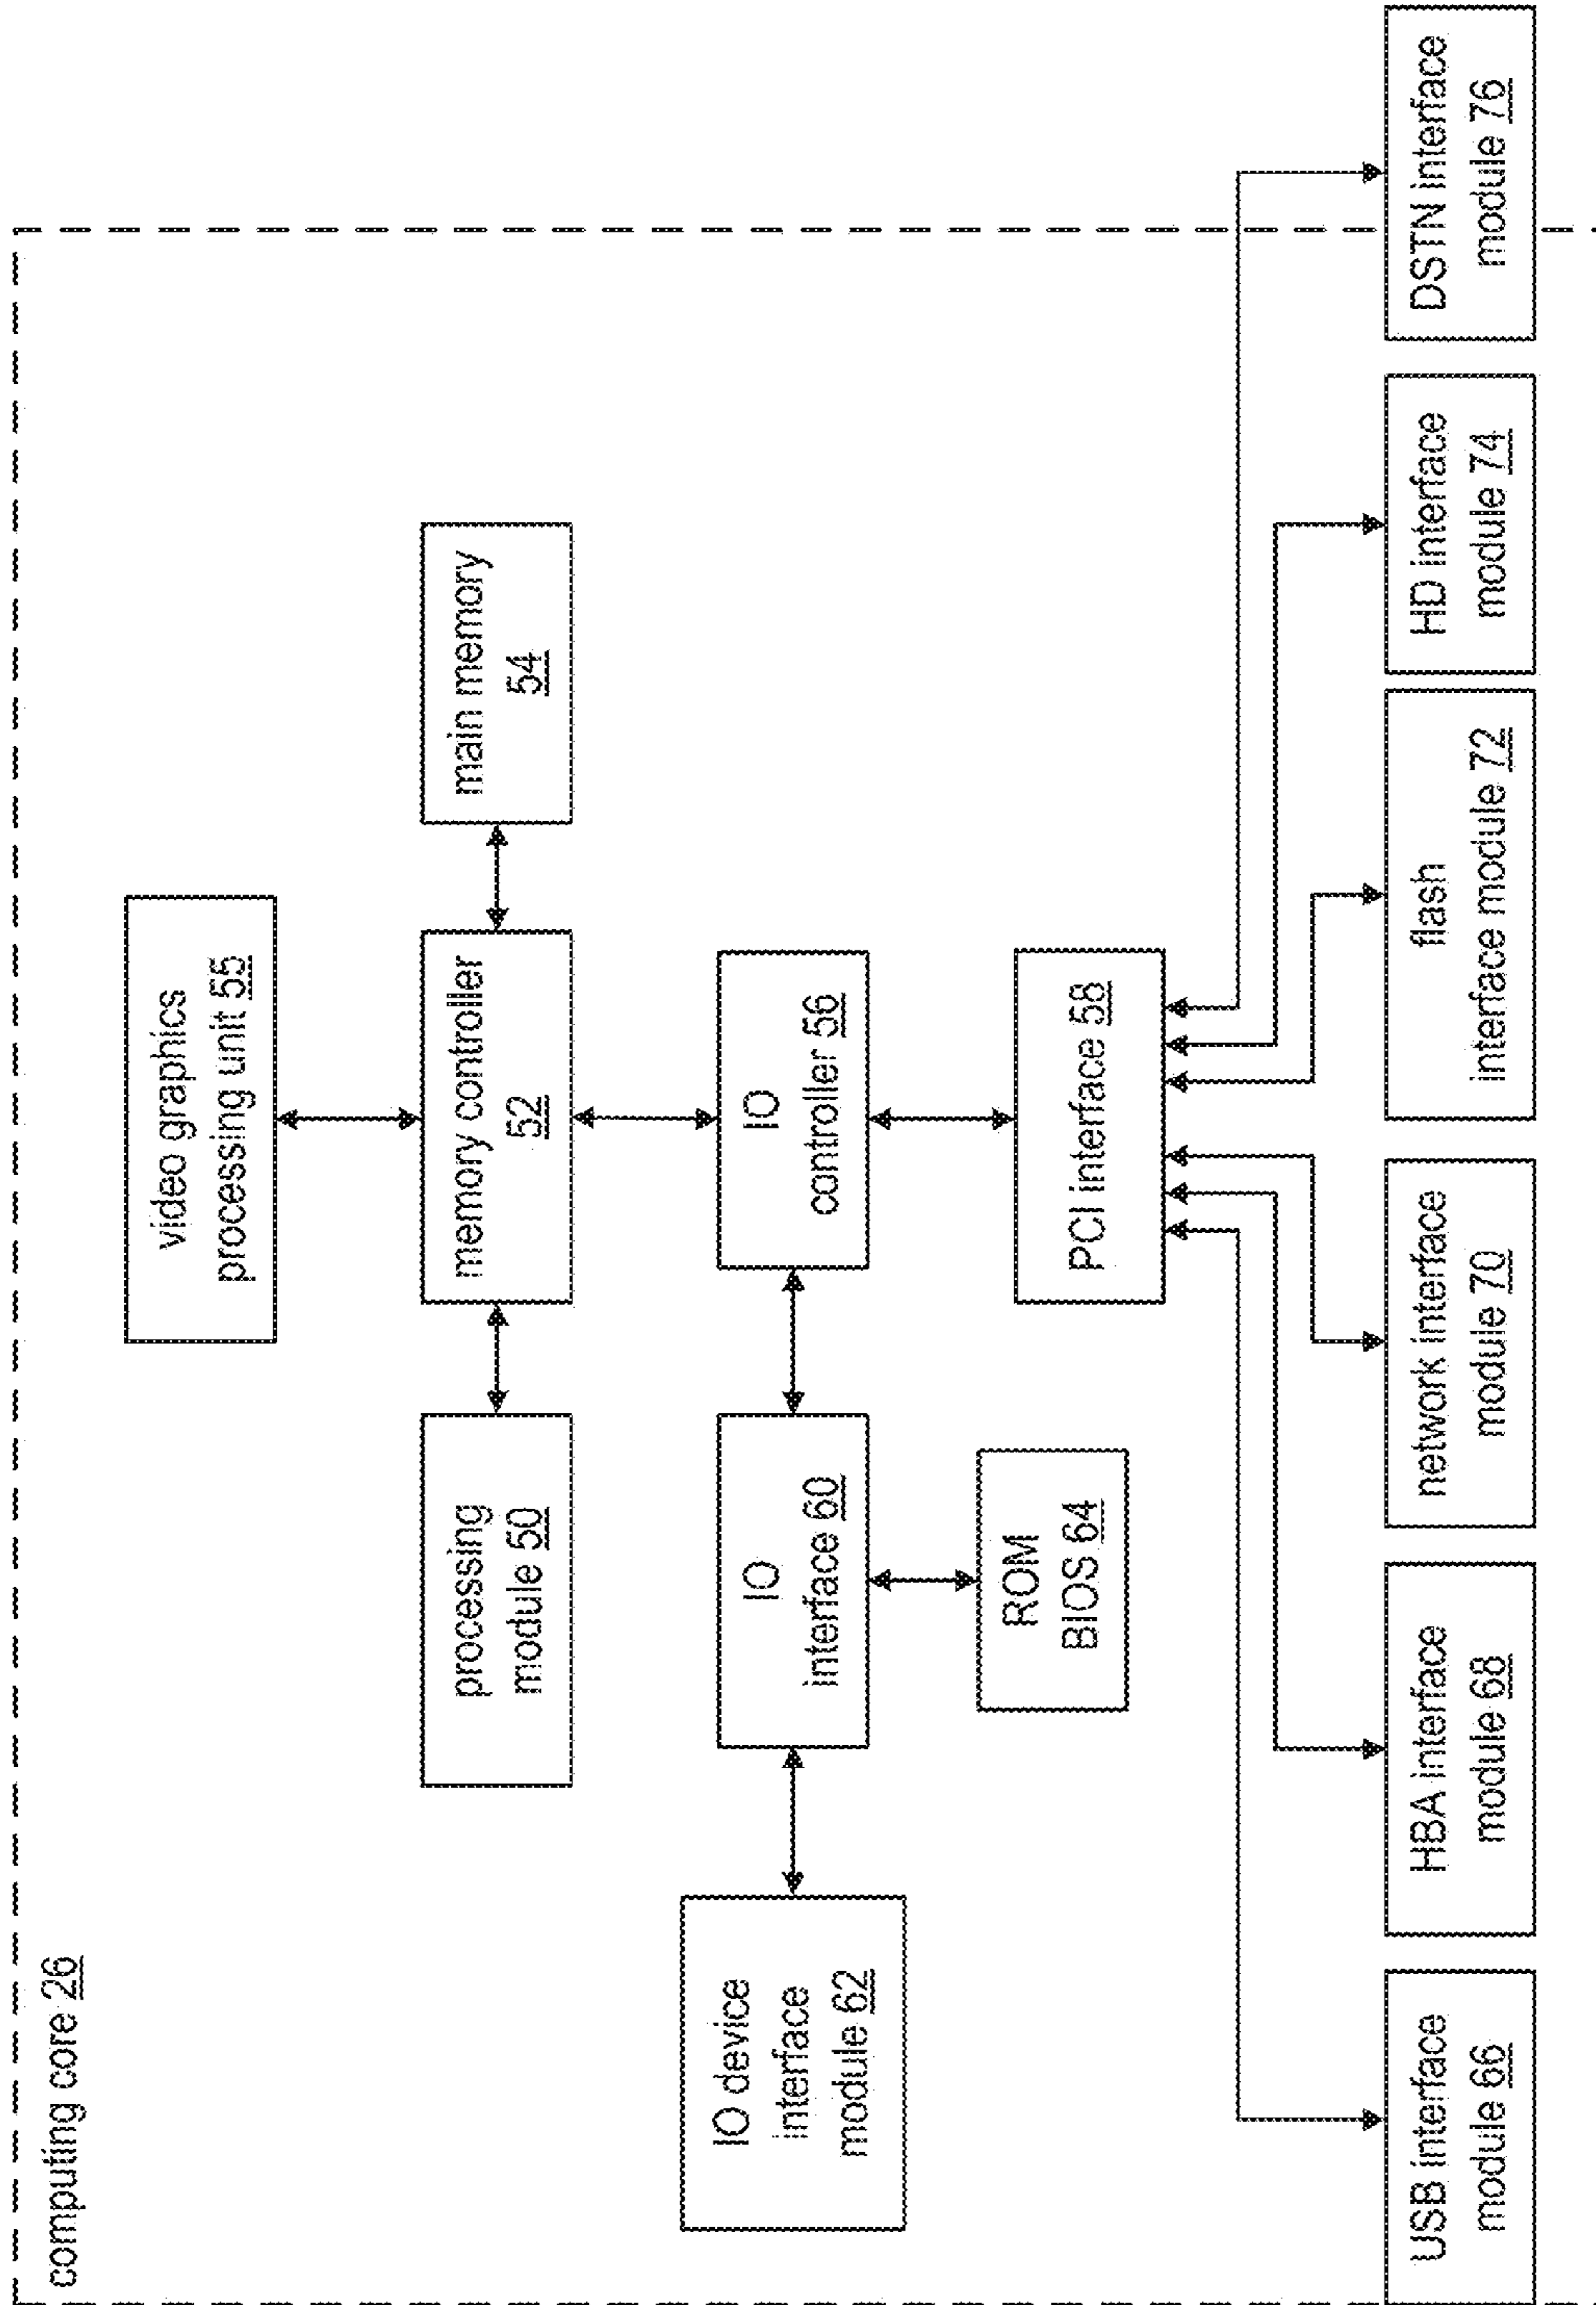 computing core 26
video graphics
processing unit 55
processing
module 50
memory controller
52
main memory
54
IO device
interface
module 62
IO
interface 60
IO
controller 56
ROM
BIOS 64
PCI interface 58
USB interface
module 66
HBA interface
module 68
network interface
module 70
flash
interface module 72
HD interface
module 74
DSTN interface
module 76